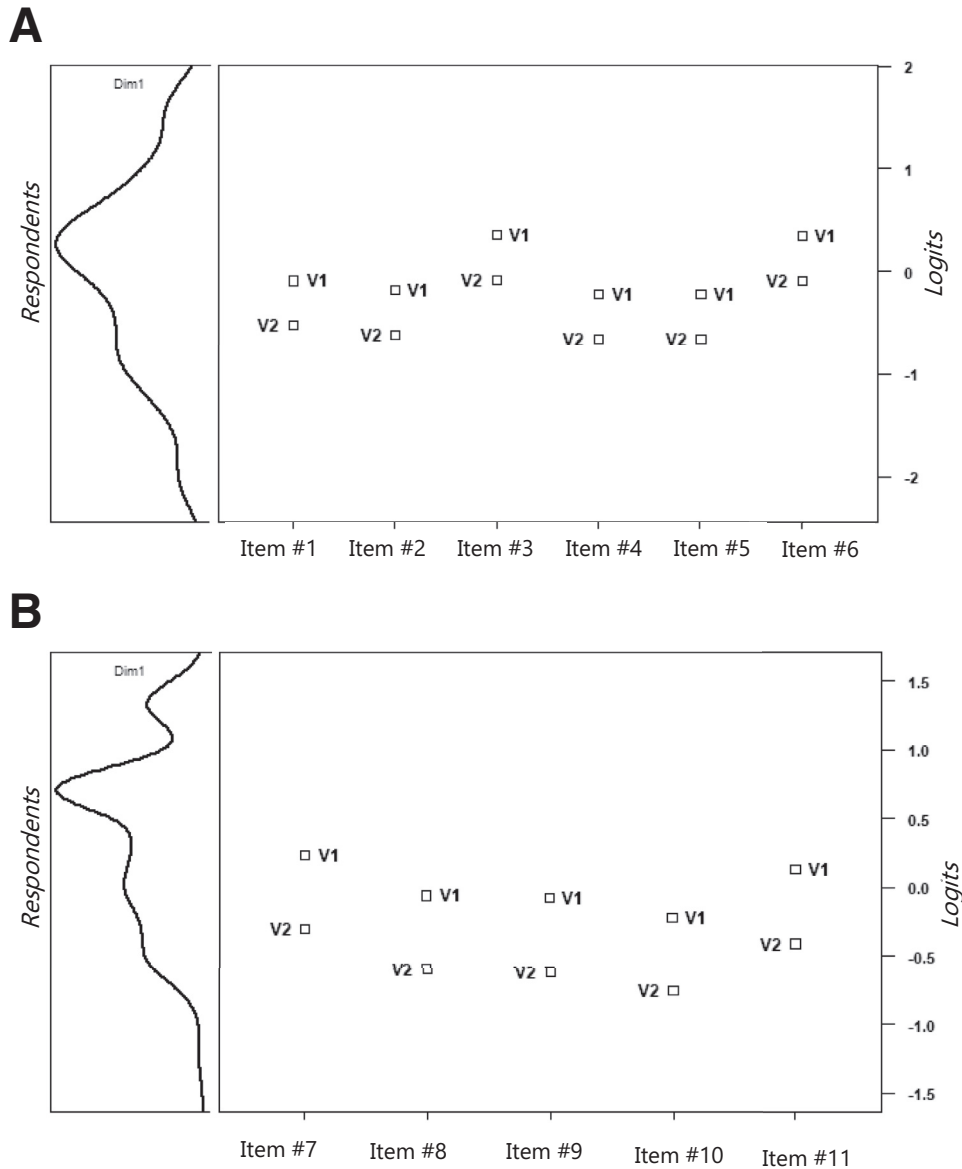 A
Dim1
Respondents
2
1
0
-1
-2
Logits
V1
V1
V1
V1
V1
V1
V2
V2
V2
V2
V2
V2
Item #1 Item #2 Item #3 Item #4 Item #5 Item #6
B
Dim1
Respondents
1.5
1.0
0.5
0.0
-0.5
-1.0
-1.5
Logits
V1
V1
V1
V1
V1
V2
V2
V2
V2
V2
Item #7 Item #8 Item #9 Item #10 Item #11